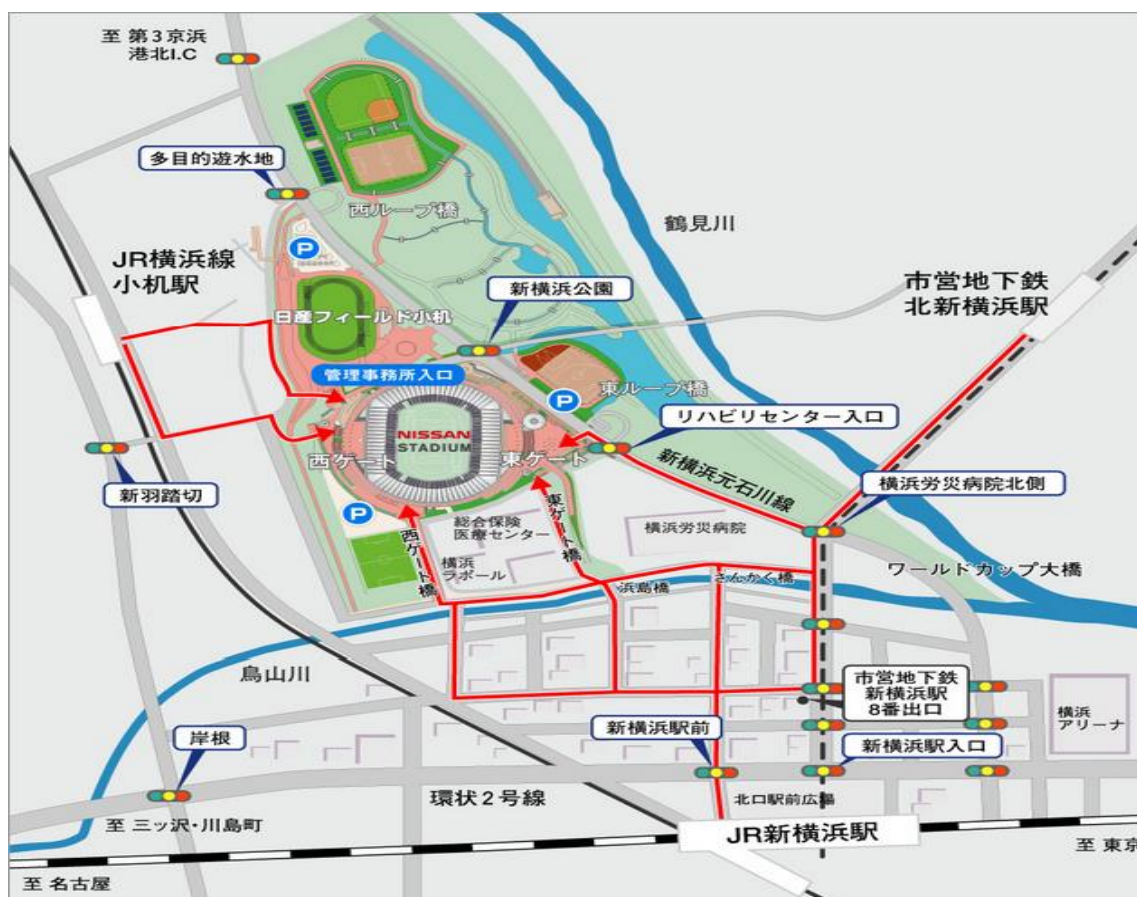 至 第3京浜
港北I.C
多目的遊水地
西ループ橋
鶴見川
JR横浜線
小机駅
新横浜公園
市営地下鉄
北新横浜駅
日産フィールド小机
管理事務所入口
東ループ橋
リハビリセンター入口
NISSAN
STADIUM
西ゲート
東ゲート
新横浜元石川線
新羽踏切
横浜労災病院北側
総合保険
医療センター
東ゲート橋
横浜労災病院
西ゲート橋
横浜
ラポール
浜島橋
さんかく橋
ワールドカップ大橋
鳥山川
市営地下鉄
新横浜駅
8番出口
横浜
アリーナ
岸根
新横浜駅前
新横浜駅入口
環状2号線
北口駅前広場
至 三ッ沢・川島町
JR新横浜駅
至 東京
至 名古屋
P
P
P